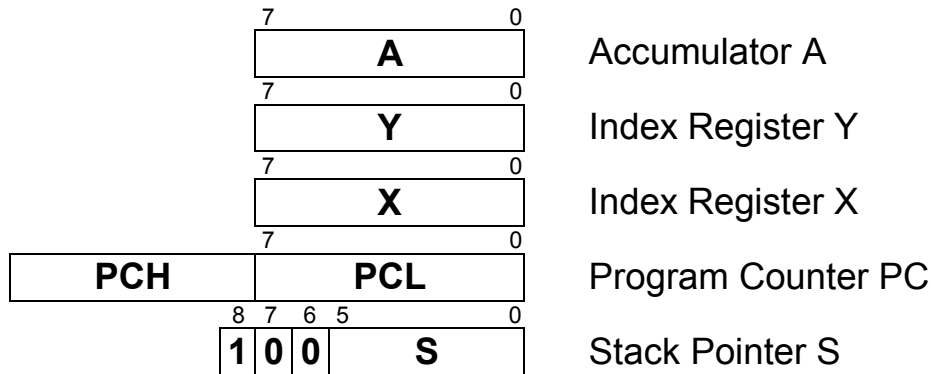 7 0
A Accumulator A
7 0
Y Index Register Y
7 0
X Index Register X
7 0
PCH PCL Program Counter PC
8 7 6 5 0
1 0 0 S Stack Pointer S